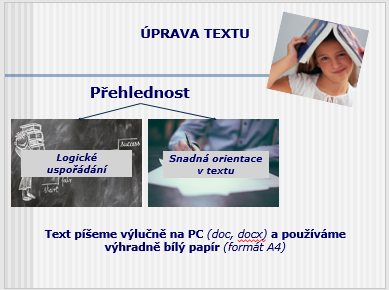 ÚPRAVA TEXTU
Přehlednost
Logické
uspořádání
Snadná orientace
v textu
Text píšeme výlučně na PC (doc, docx) a používáme
výhradně bílý papír (formát A4)